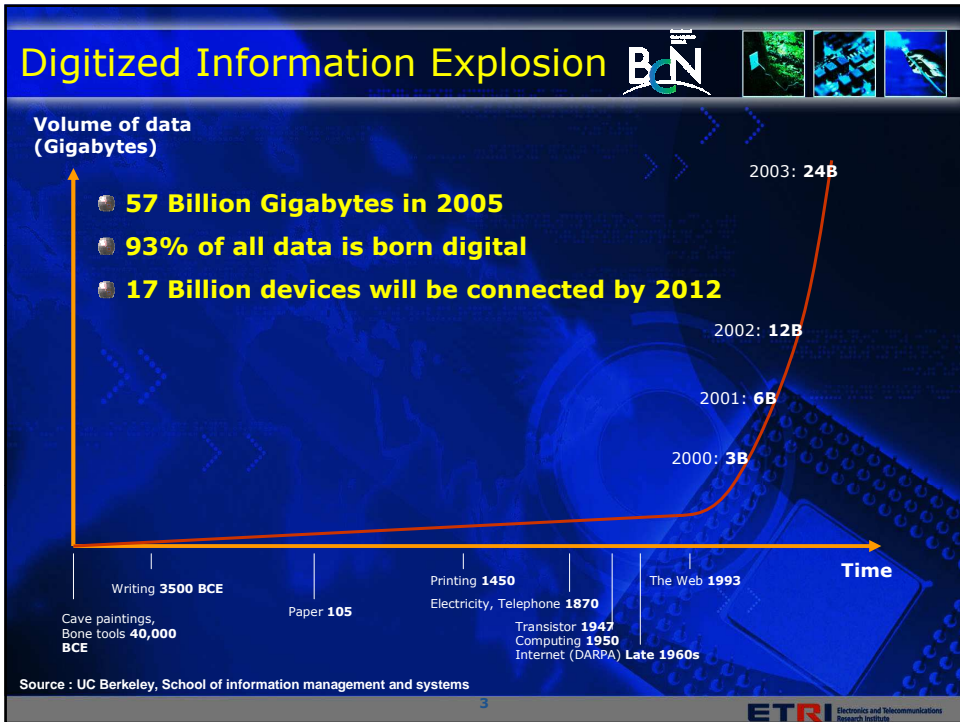 Digitized Information Explosion
BcN
Volume of data
(Gigabytes)
57 Billion Gigabytes in 2005
93% of all data is born digital
17 Billion devices will be connected by 2012
2003: 24B
2002: 12B
2001: 6B
2000: 3B
Time
Writing 3500 BCE
Cave paintings,
Bone tools 40,000
BCE
Paper 105
Printing 1450
Electricity, Telephone 1870
Transistor 1947
Computing 1950
Internet (DARPA) Late 1960s
The Web 1993
Source : UC Berkeley, School of information management and systems
3
ETRI Electronics and Telecommunications
Research Institute